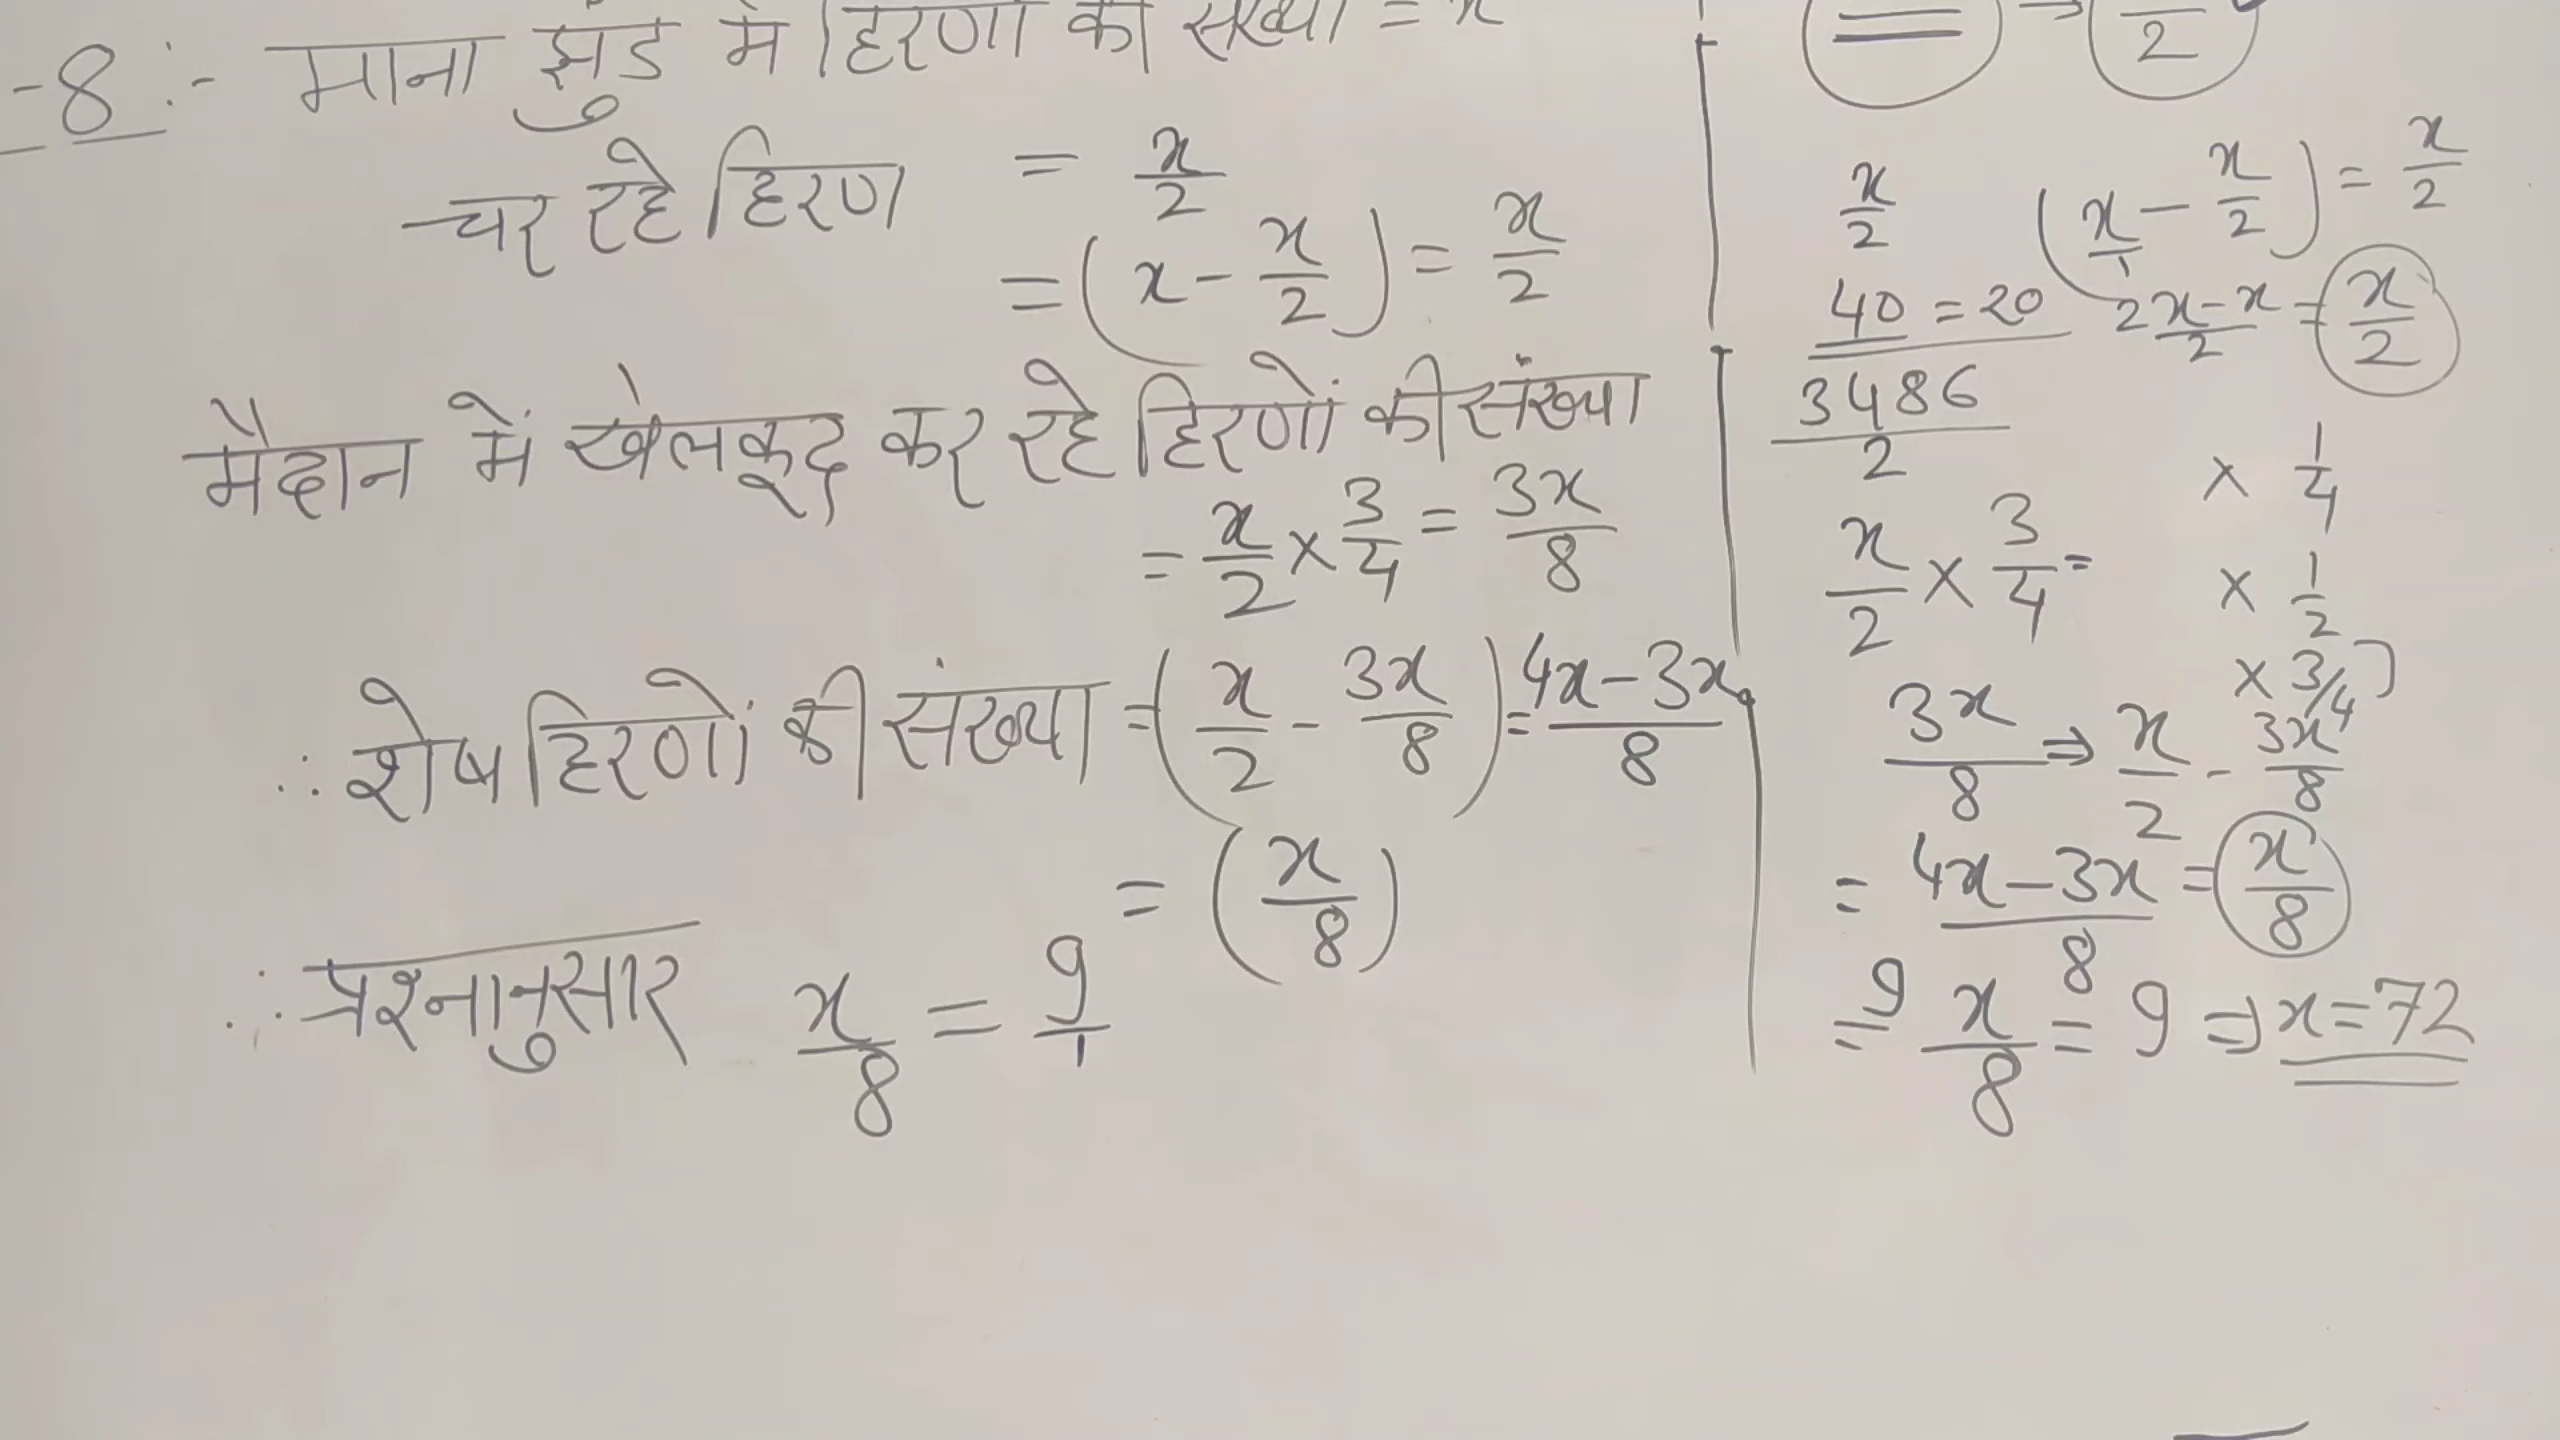 -8 :- माना झुंड में हिरणों की संख्या = x
चर रहे हिरण = x/2
= (x - x/2) = x/2
मैदान में खेलकूद कर रहे हिरणों की संख्या
= x/2 × 3/4 = 3x/8
∴ शेष हिरणों की संख्या = (x/2 - 3x/8) = 4x-3x/8
= (x/8)
∴ प्रश्नानुसार x/8 = 9/1
⇒ 2
x/2 (x/1 - x/2) = x/2
40 = 20 2x-x/2 = x/2
3486/2
× 1/4
x/2 × 3/4 = × 1/2
× 3/4
3x/8 ⇒ x/2 - 3x/8
= 4x-3x/8 = x/8
= 9 x/8 = 9 ⇒ x=72